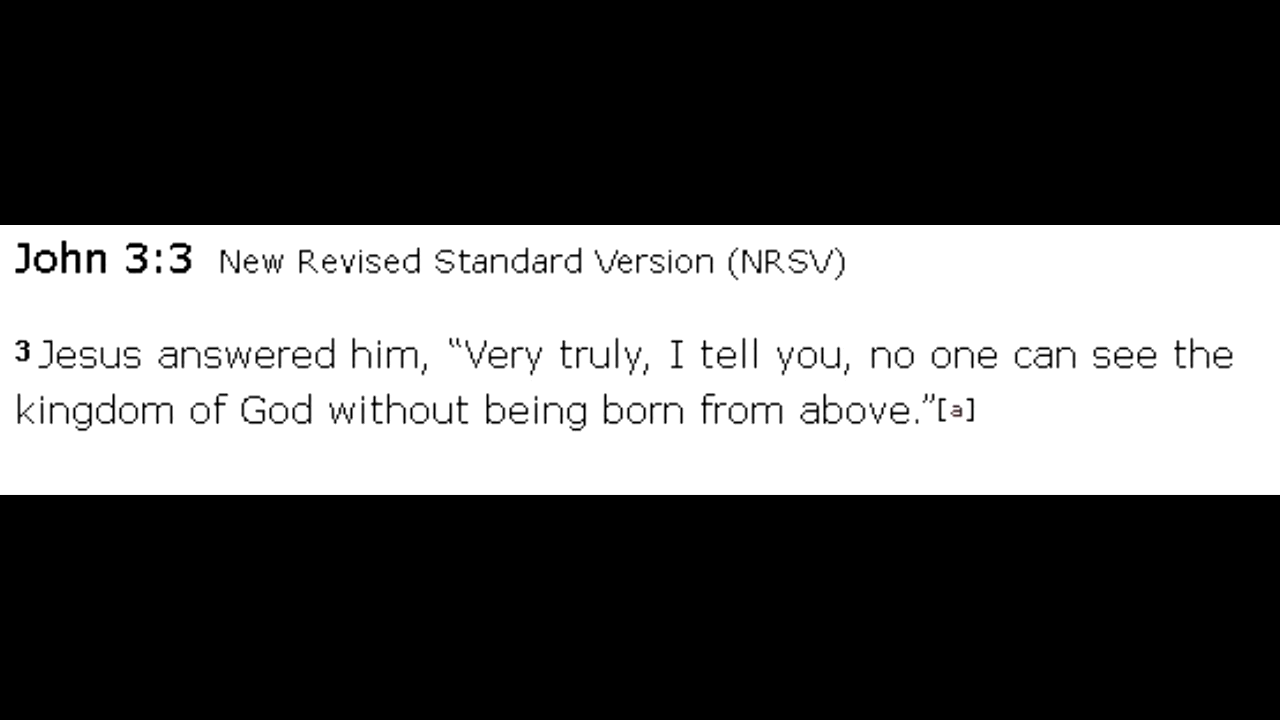 John 3:3 New Revised Standard Version (NRSV)
3 Jesus answered him, “Very truly, I tell you, no one can see the
kingdom of God without being born from above.”[a]